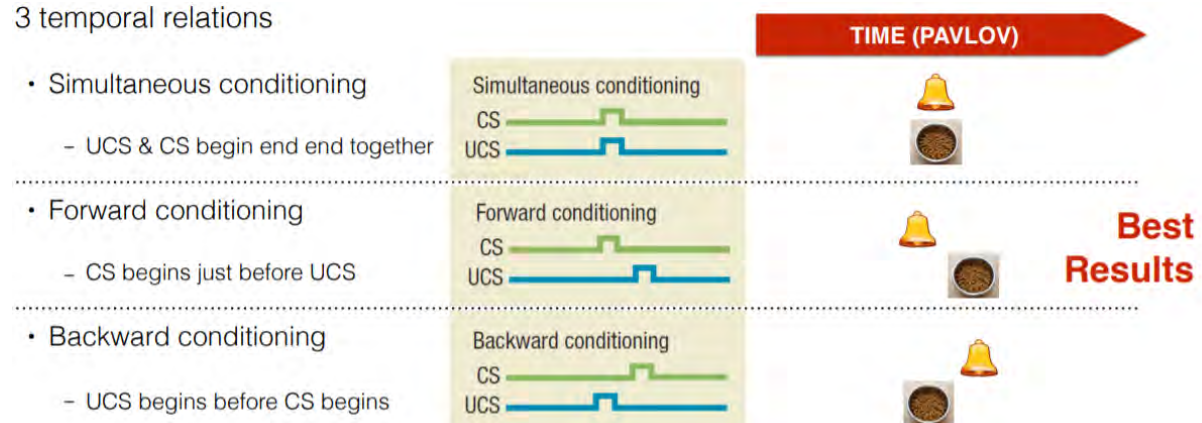 3 temporal relations
TIME (PAVLOV)
• Simultaneous conditioning
– UCS & CS begin end end together
Simultaneous conditioning
CS
UCS
• Forward conditioning
– CS begins just before UCS
Forward conditioning
CS
UCS
Best
Results
• Backward conditioning
– UCS begins before CS begins
Backward conditioning
CS
UCS